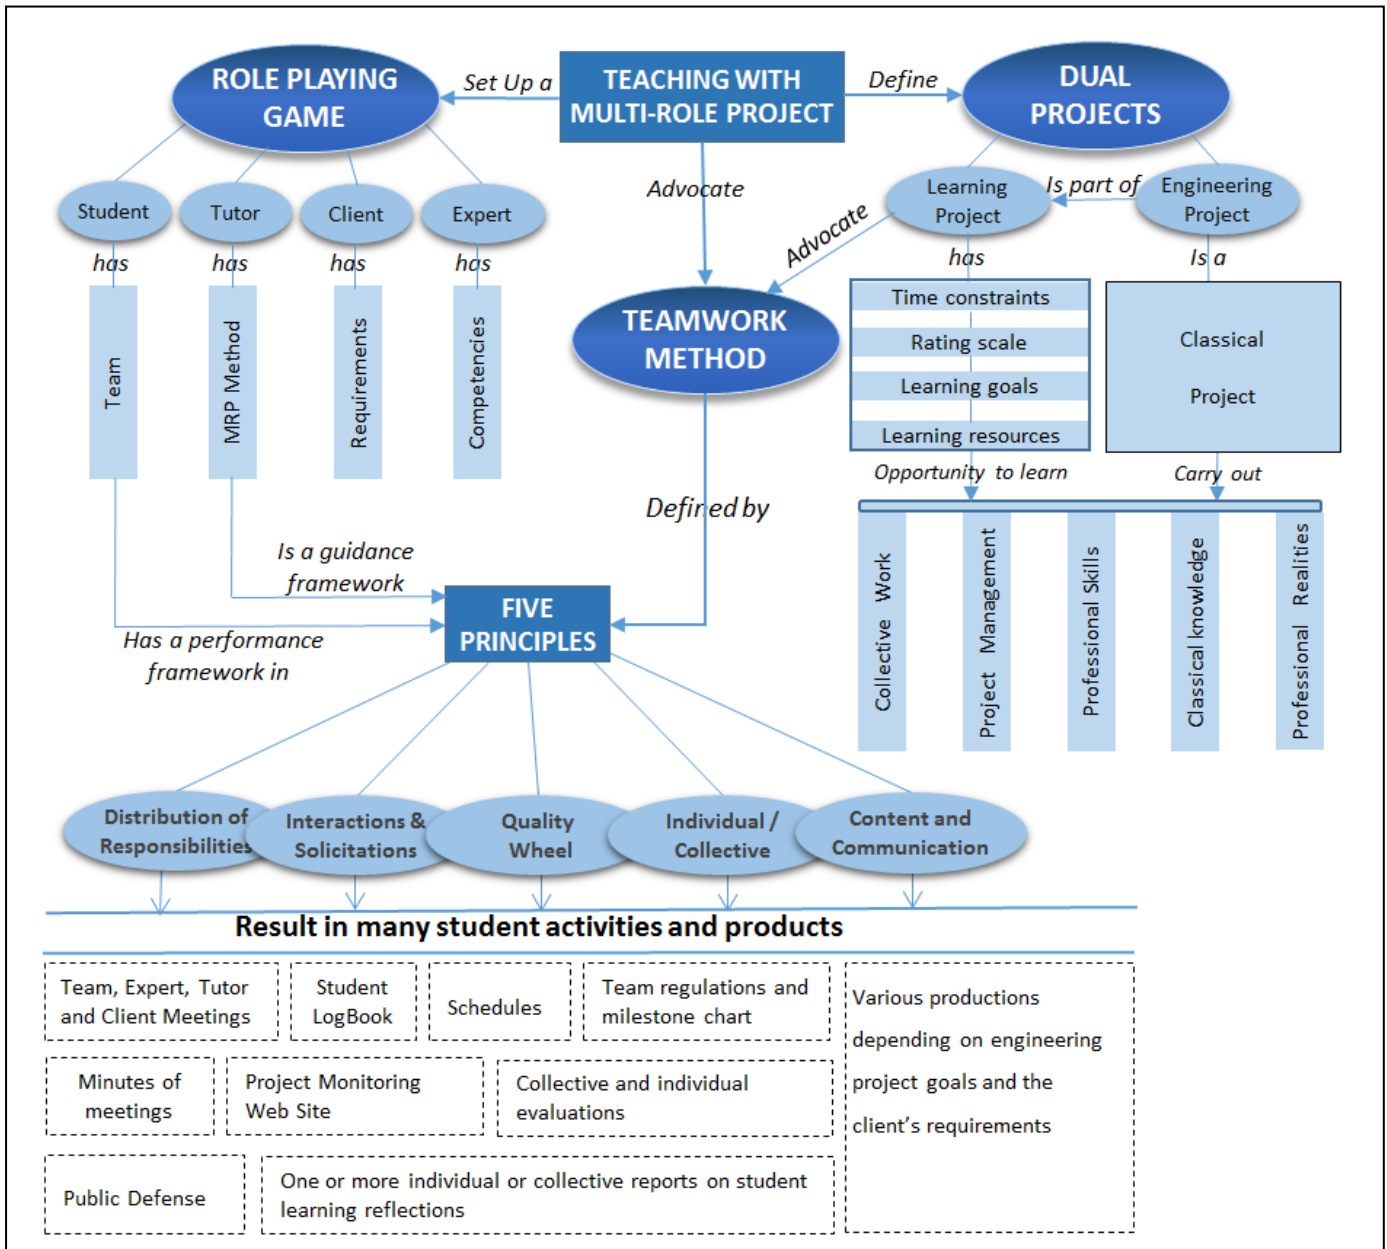 ROLE PLAYING
GAME
Set Up a
TEACHING WITH
MULTI-ROLE PROJECT
Define
DUAL
PROJECTS
Student
Tutor
Client
Expert
Advocate
Learning
Project
Is part of
Engineering
Project
has
has
has
has
Advocate
has
Is a
Team
MRP Method
Requirements
Competencies
TEAMWORK
METHOD
Time constraints
Rating scale
Learning goals
Learning resources
Classical
Project
Opportunity to learn
Carry out
Defined by
Collective Work
Project Management
Professional Skills
Classical knowledge
Professional Realities
Is a guidance
framework
Has a performance
framework in
FIVE
PRINCIPLES
Distribution of
Responsibilities
Interactions &
Solicitations
Quality
Wheel
Individual /
Collective
Content and
Communication
Result in many student activities and products
Team, Expert, Tutor
and Client Meetings
Student
LogBook
Schedules
Team regulations and
milestone chart
Various productions
depending on engineering
project goals and the
client's requirements
Minutes of
meetings
Project Monitoring
Web Site
Collective and individual
evaluations
Public Defense
One or more individual or collective reports on student
learning reflections